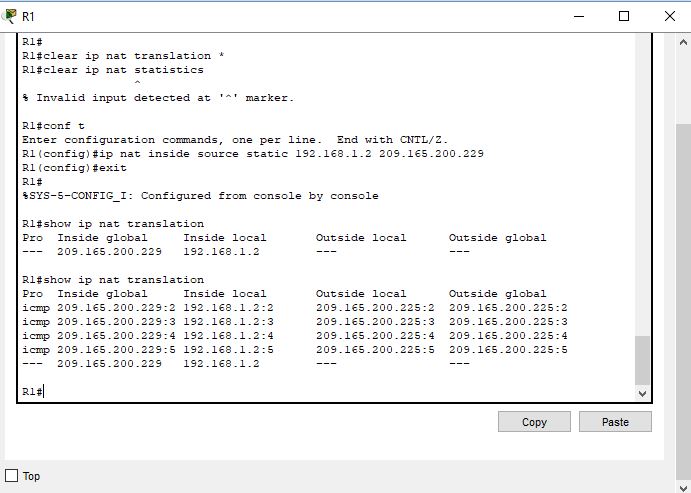 R1
R1#
R1#clear ip nat translation *
R1#clear ip nat statistics
^
% Invalid input detected at '^' marker.
R1#conf t
Enter configuration commands, one per line.  End with CNTL/Z.
R1(config)#ip nat inside source static 192.168.1.2 209.165.200.229
R1(config)#exit
R1#
%SYS-5-CONFIG_I: Configured from console by console
R1#show ip nat translation
Pro  Inside global     Inside local       Outside local      Outside global
---  209.165.200.229   192.168.1.2        ---                ---
R1#show ip nat translation
Pro  Inside global     Inside local       Outside local      Outside global
icmp 209.165.200.229:2 192.168.1.2:2      209.165.200.225:2  209.165.200.225:2
icmp 209.165.200.229:3 192.168.1.2:3      209.165.200.225:3  209.165.200.225:3
icmp 209.165.200.229:4 192.168.1.2:4      209.165.200.225:4  209.165.200.225:4
icmp 209.165.200.229:5 192.168.1.2:5      209.165.200.225:5  209.165.200.225:5
---  209.165.200.229   192.168.1.2        ---                ---
R1#
Copy Paste
Top